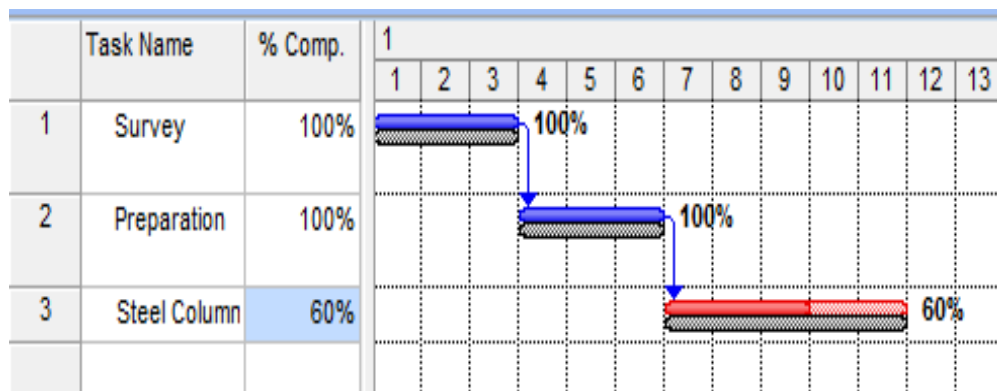 Task Name % Comp. 1
1 2 3 4 5 6 7 8 9 10 11 12 13
1 Survey 100% 100%
2 Preparation 100% 100%
3 Steel Column 60% 60%